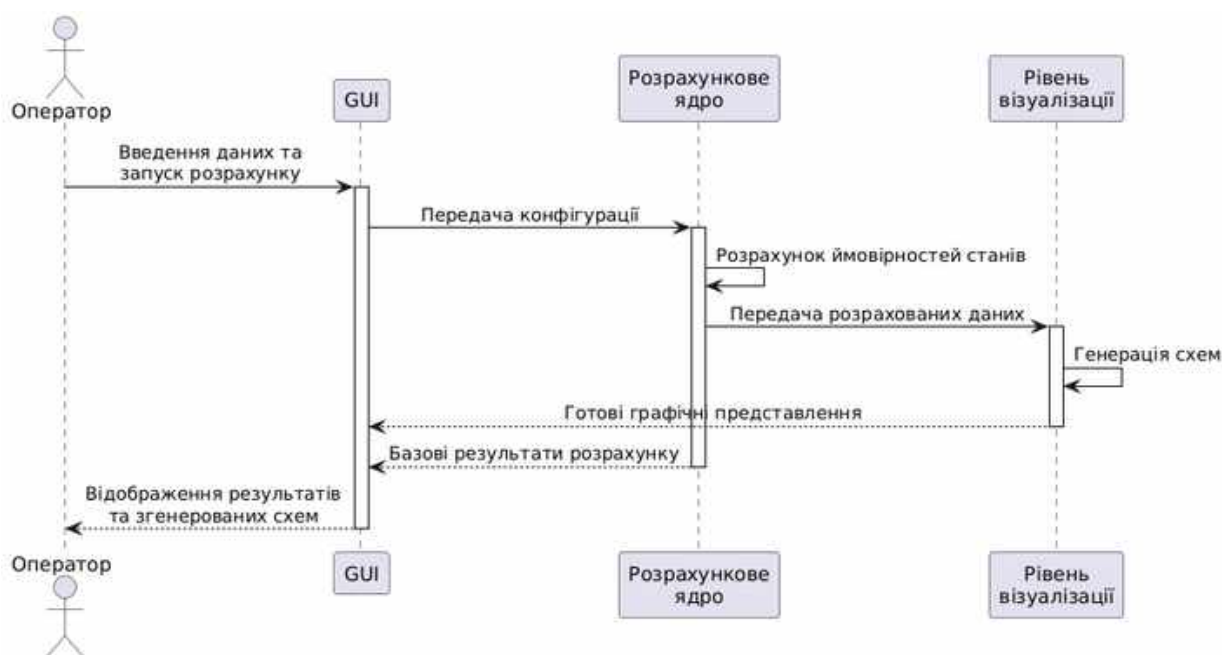 Оператор
GUI
Розрахункове
ядро
Рівень
візуалізації
Введення даних та
запуск розрахунку
Передача конфігурації
Розрахунок ймовірностей станів
Передача розрахованих даних
Генерація схем
Готові графічні представлення
Базові результати розрахунку
Відображення результатів
та згенерованих схем
Оператор
GUI
Розрахункове
ядро
Рівень
візуалізації